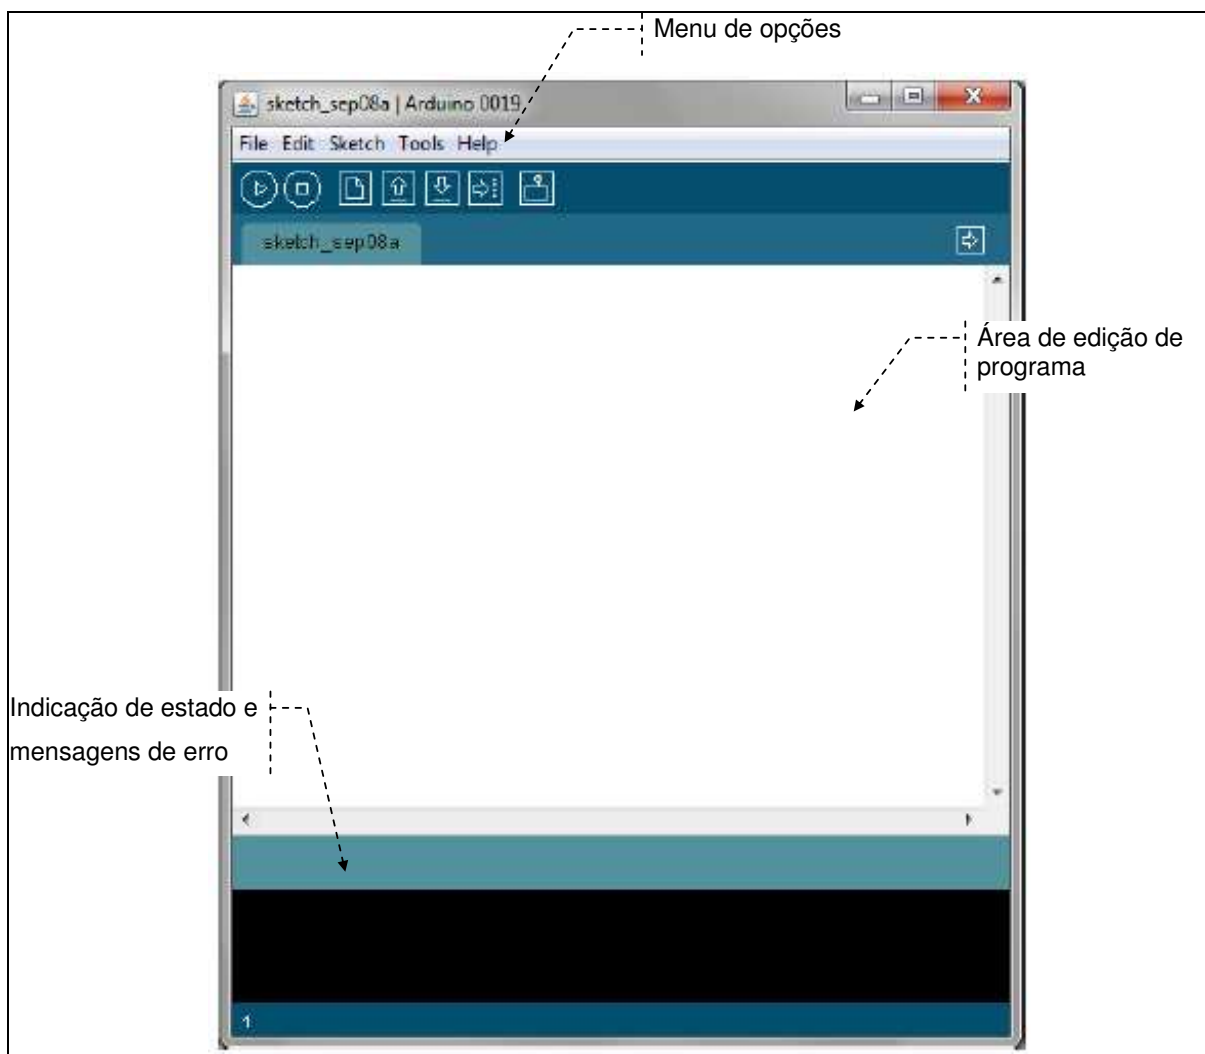 Menu de opções
sketch_sep08a | Arduino 0019
File Edit Sketch Tools Help
sketch_sep08a
Área de edição de
programa
Indicação de estado e
mensagens de erro
1